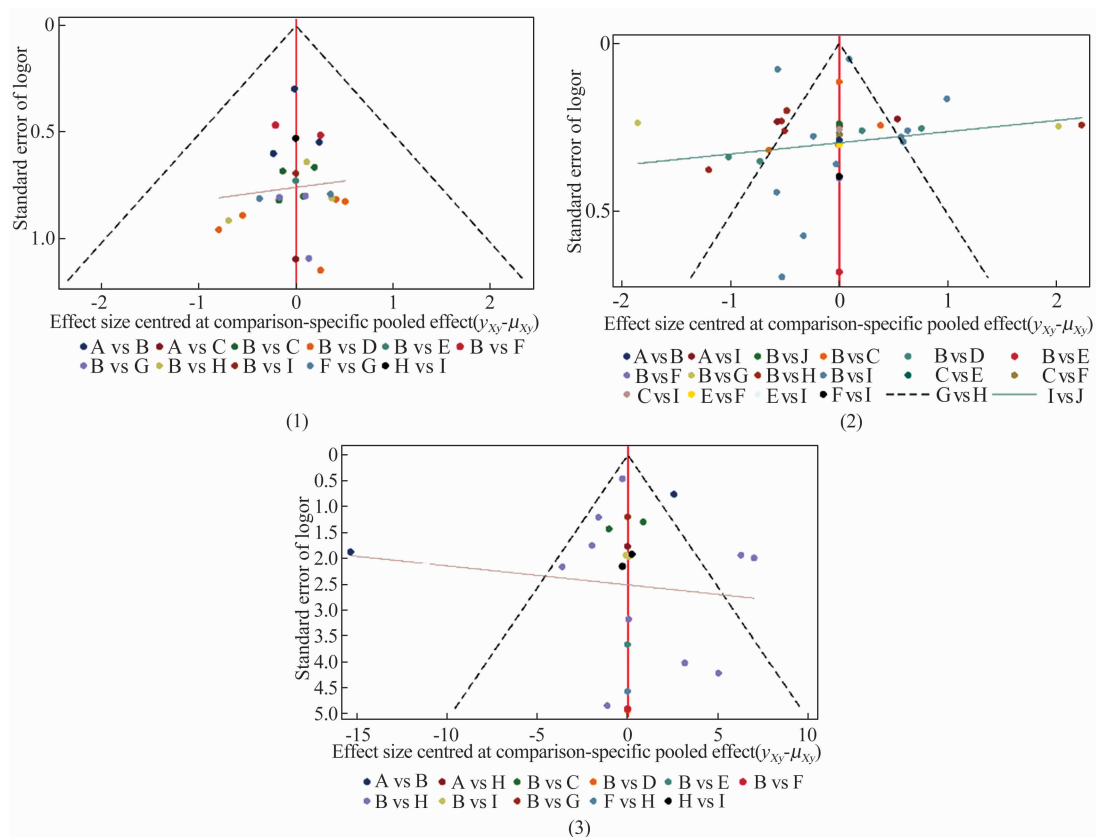 0
0.5
1.0
Standard error of logor
-2
-1
0
1
2
Effect size centred at comparison-specific pooled effect(yXy-μXy)
A vs B A vs C B vs C B vs D B vs E B vs F
B vs G B vs H B vs I F vs G H vs I
(1)
0
0.5
Standard error of logor
-2
-1
0
1
2
Effect size centred at comparison-specific pooled effect(yXy-μXy)
A vs B A vs I B vs J B vs C B vs D B vs E
B vs F B vs G B vs H B vs I C vs E C vs F
C vs I E vs F E vs I F vs I G vs H I vs J
(2)
0
0.5
1.0
1.5
2.0
2.5
3.0
3.5
4.0
4.5
5.0
Standard error of logor
-15
-10
-5
0
5
10
Effect size centred at comparison-specific pooled effect(yXy-μXy)
A vs B A vs H B vs C B vs D B vs E B vs F
B vs H B vs I B vs G F vs H H vs I
(3)